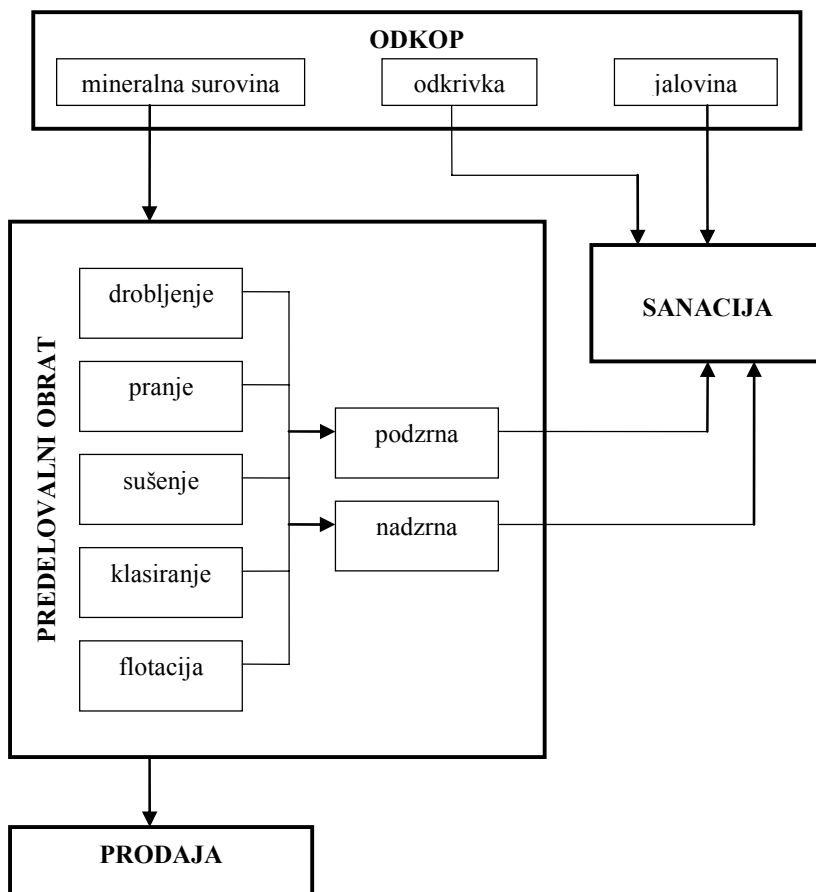 ODKOP
mineralna surovina
odkrivka
jalovina
SANACIJA
PREDELOVALNI OBRAT
drobljenje
pranje
sušenje
klasiranje
flotacija
podzrna
nadzrna
PRODAJA